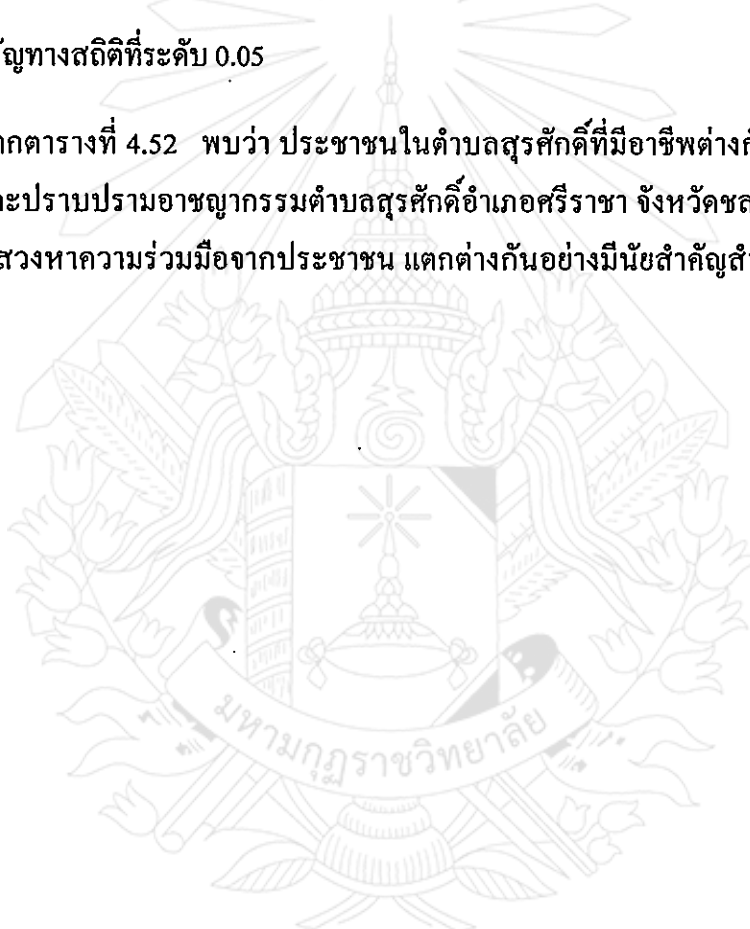 ัญทางสถิติที่ระดับ 0.05
ากตารางที่ 4.52 พบว่า ประชาชนในตำบลสุรศักดิ์ที่มีอาชีพต่างกั
ะปราบปรามอาชญากรรมตำบลสุรศักดิ์อำเภอศรีราชา จังหวัดชล
สวงหาความร่วมมือจากประชาชน แตกต่างกันอย่างมีนัยสำคัญสำ
มหามกุฏราชวิทยาลัย